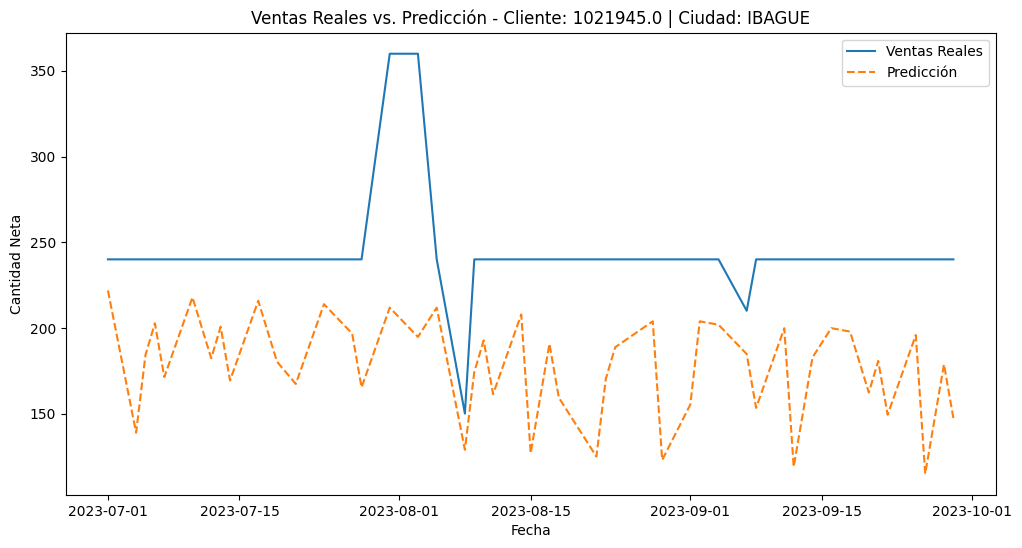 Ventas Reales vs. Predicción - Cliente: 1021945.0 | Ciudad: IBAGUE
Ventas Reales
Predicción
Cantidad Neta
350
300
250
200
150
2023-07-01
2023-07-15
2023-08-01
2023-08-15
2023-09-01
2023-09-15
2023-10-01
Fecha